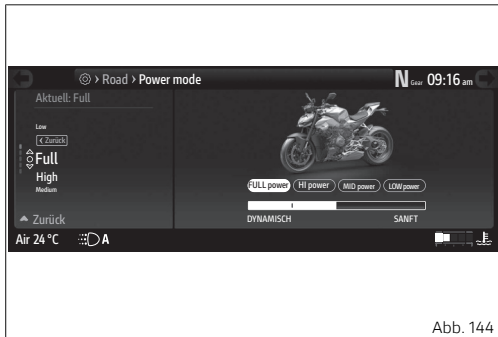 Road › Power mode
N Gear 09:16 am
Aktuell: Full
Low
‹ Zurück
Full
High
Medium
Zurück
FULL power HI power MID power LOW power
DYNAMISCH SANFT
Air 24 °C A
Abb. 144